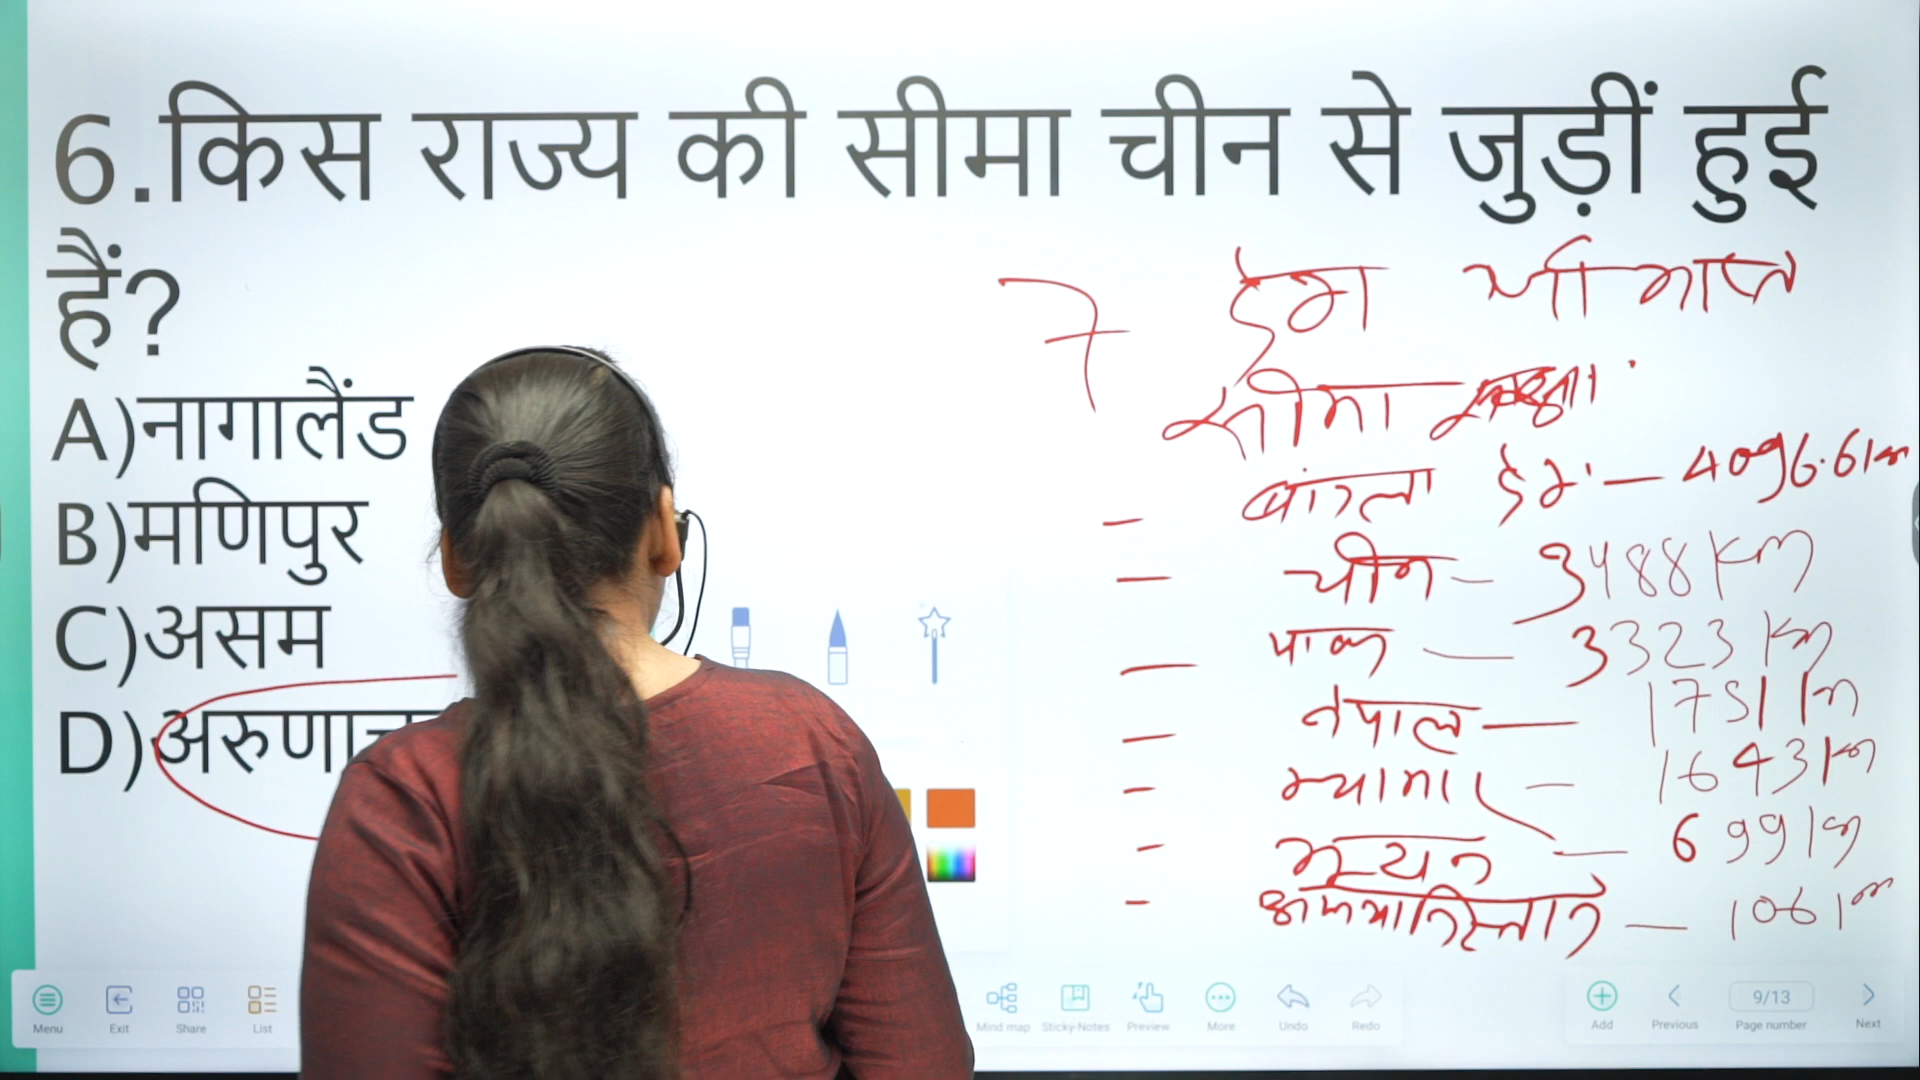 6.किस राज्य की सीमा चीन से जुड़ीं हुई
हैं?
A)नागालैंड
B)मणिपुर
C)असम
D)अरुणाच
7 देश
सीमा
- बांग्ला देश - 4096.6 km
- चीन - 3488 km
- पाक - 3323 km
- नेपाल - 1751 km
- म्यांमार - 1643 km
- भूटान - 699 km
- अफगानिस्तान - 106 km
Menu Exit Share List Mind map Sticky-Notes Preview More Undo Redo Add Previous 9/13 Page number Next